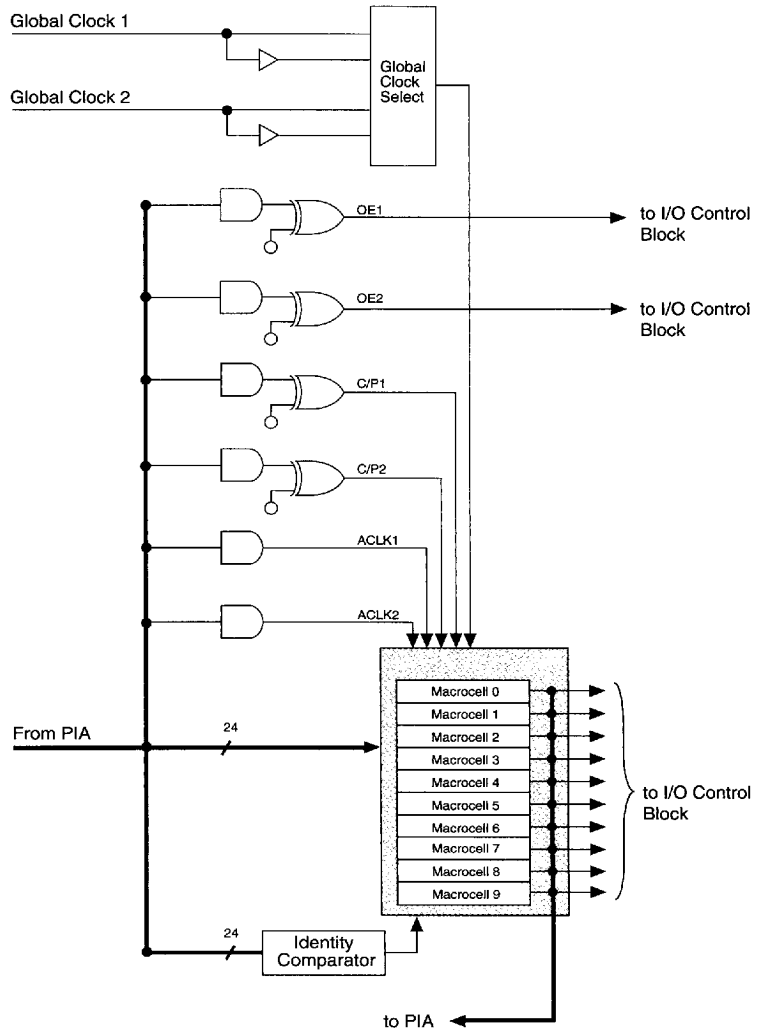 Global Clock 1
Global Clock 2
Global
Clock
Select
OE1
to I/O Control
Block
OE2
to I/O Control
Block
C/P1
C/P2
ACLK1
ACLK2
From PIA
24
Macrocell 0
Macrocell 1
Macrocell 2
Macrocell 3
Macrocell 4
Macrocell 5
Macrocell 6
Macrocell 7
Macrocell 8
Macrocell 9
to I/O Control
Block
24
Identity
Comparator
to PIA